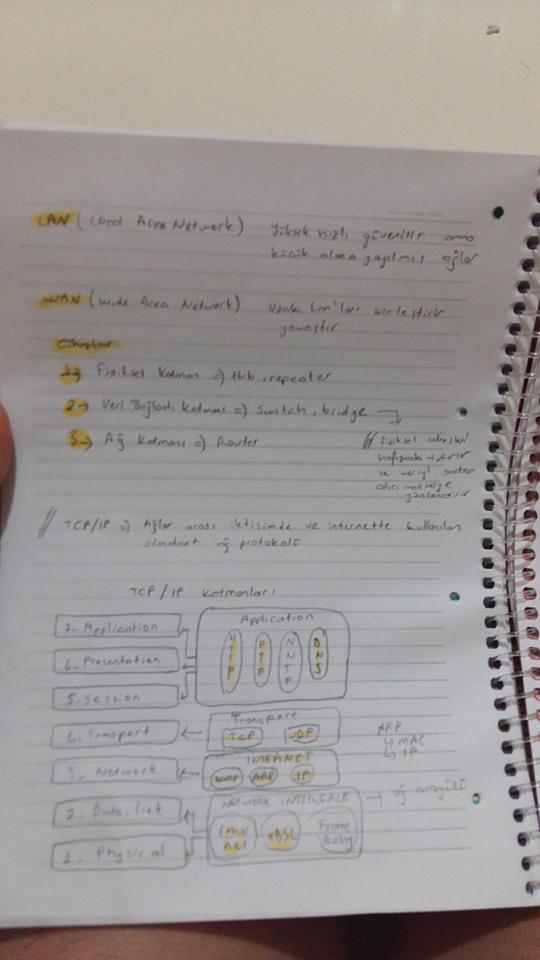 LAN (Local Area Network) Yüksek hızlı güvenilir ama
küçük alana yayılmış ağlar
WAN (Wide Area Network) Uzak lan'ları birleştirir
yavaştır
Cihazlar
1-> Fiziksel katman => Hub, repeater
2-> Veri Bağlantı katmanı => Switch, bridge
3-> Ağ katmanı => Router
// Fiziksel adresleri
hafızada tutar
ve veriyi sadece
alıcı makineye
gönderir
// TCP/IP => Ağlar arası iletişimde ve internette kullanılan
standart ağ protokolü
TCP/IP katmanları
7- Application
6- Presentation
5- Session
4- Transport
3- Network
2- Data-link
1- Physical
Application
HTTP FTP NNTP DNS
Transport
TCP UDP
INTERNET
ICMP ARP IP
NETWORK INTERFACE -> ağ arayüzü
Ethernet xDSL Frame Relay
ARP
MAC
IP